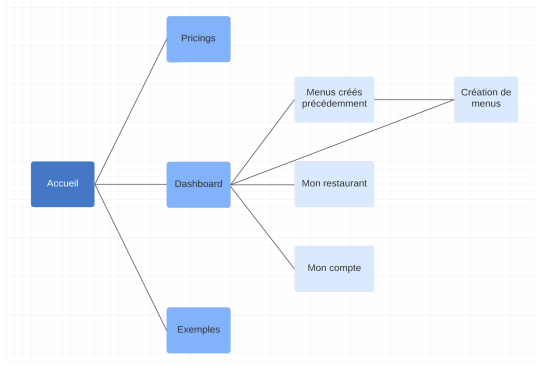 Pricings
Menus créés
précédemment
Création de
menus
Accueil
Dashboard
Mon restaurant
Mon compte
Exemples